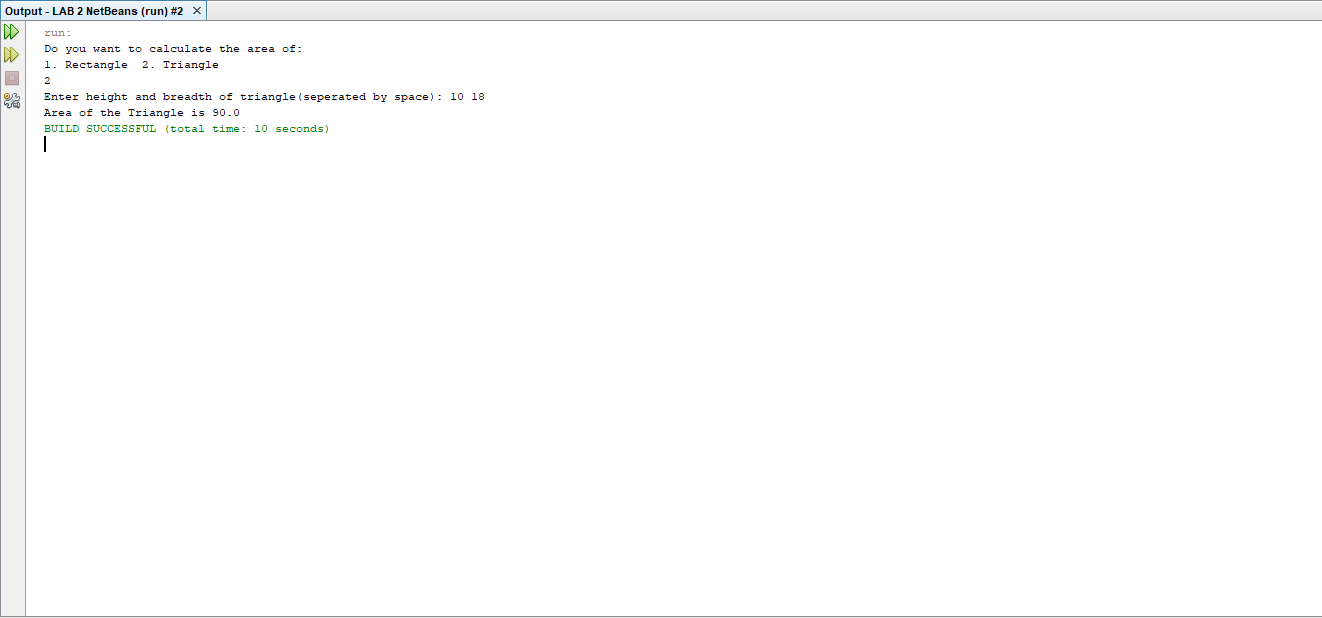 Output - LAB 2 NetBeans (run) #2
run:
Do you want to calculate the area of:
1. Rectangle  2. Triangle
2
Enter height and breadth of triangle(seperated by space): 10 18
Area of the Triangle is 90.0
BUILD SUCCESSFUL (total time: 10 seconds)